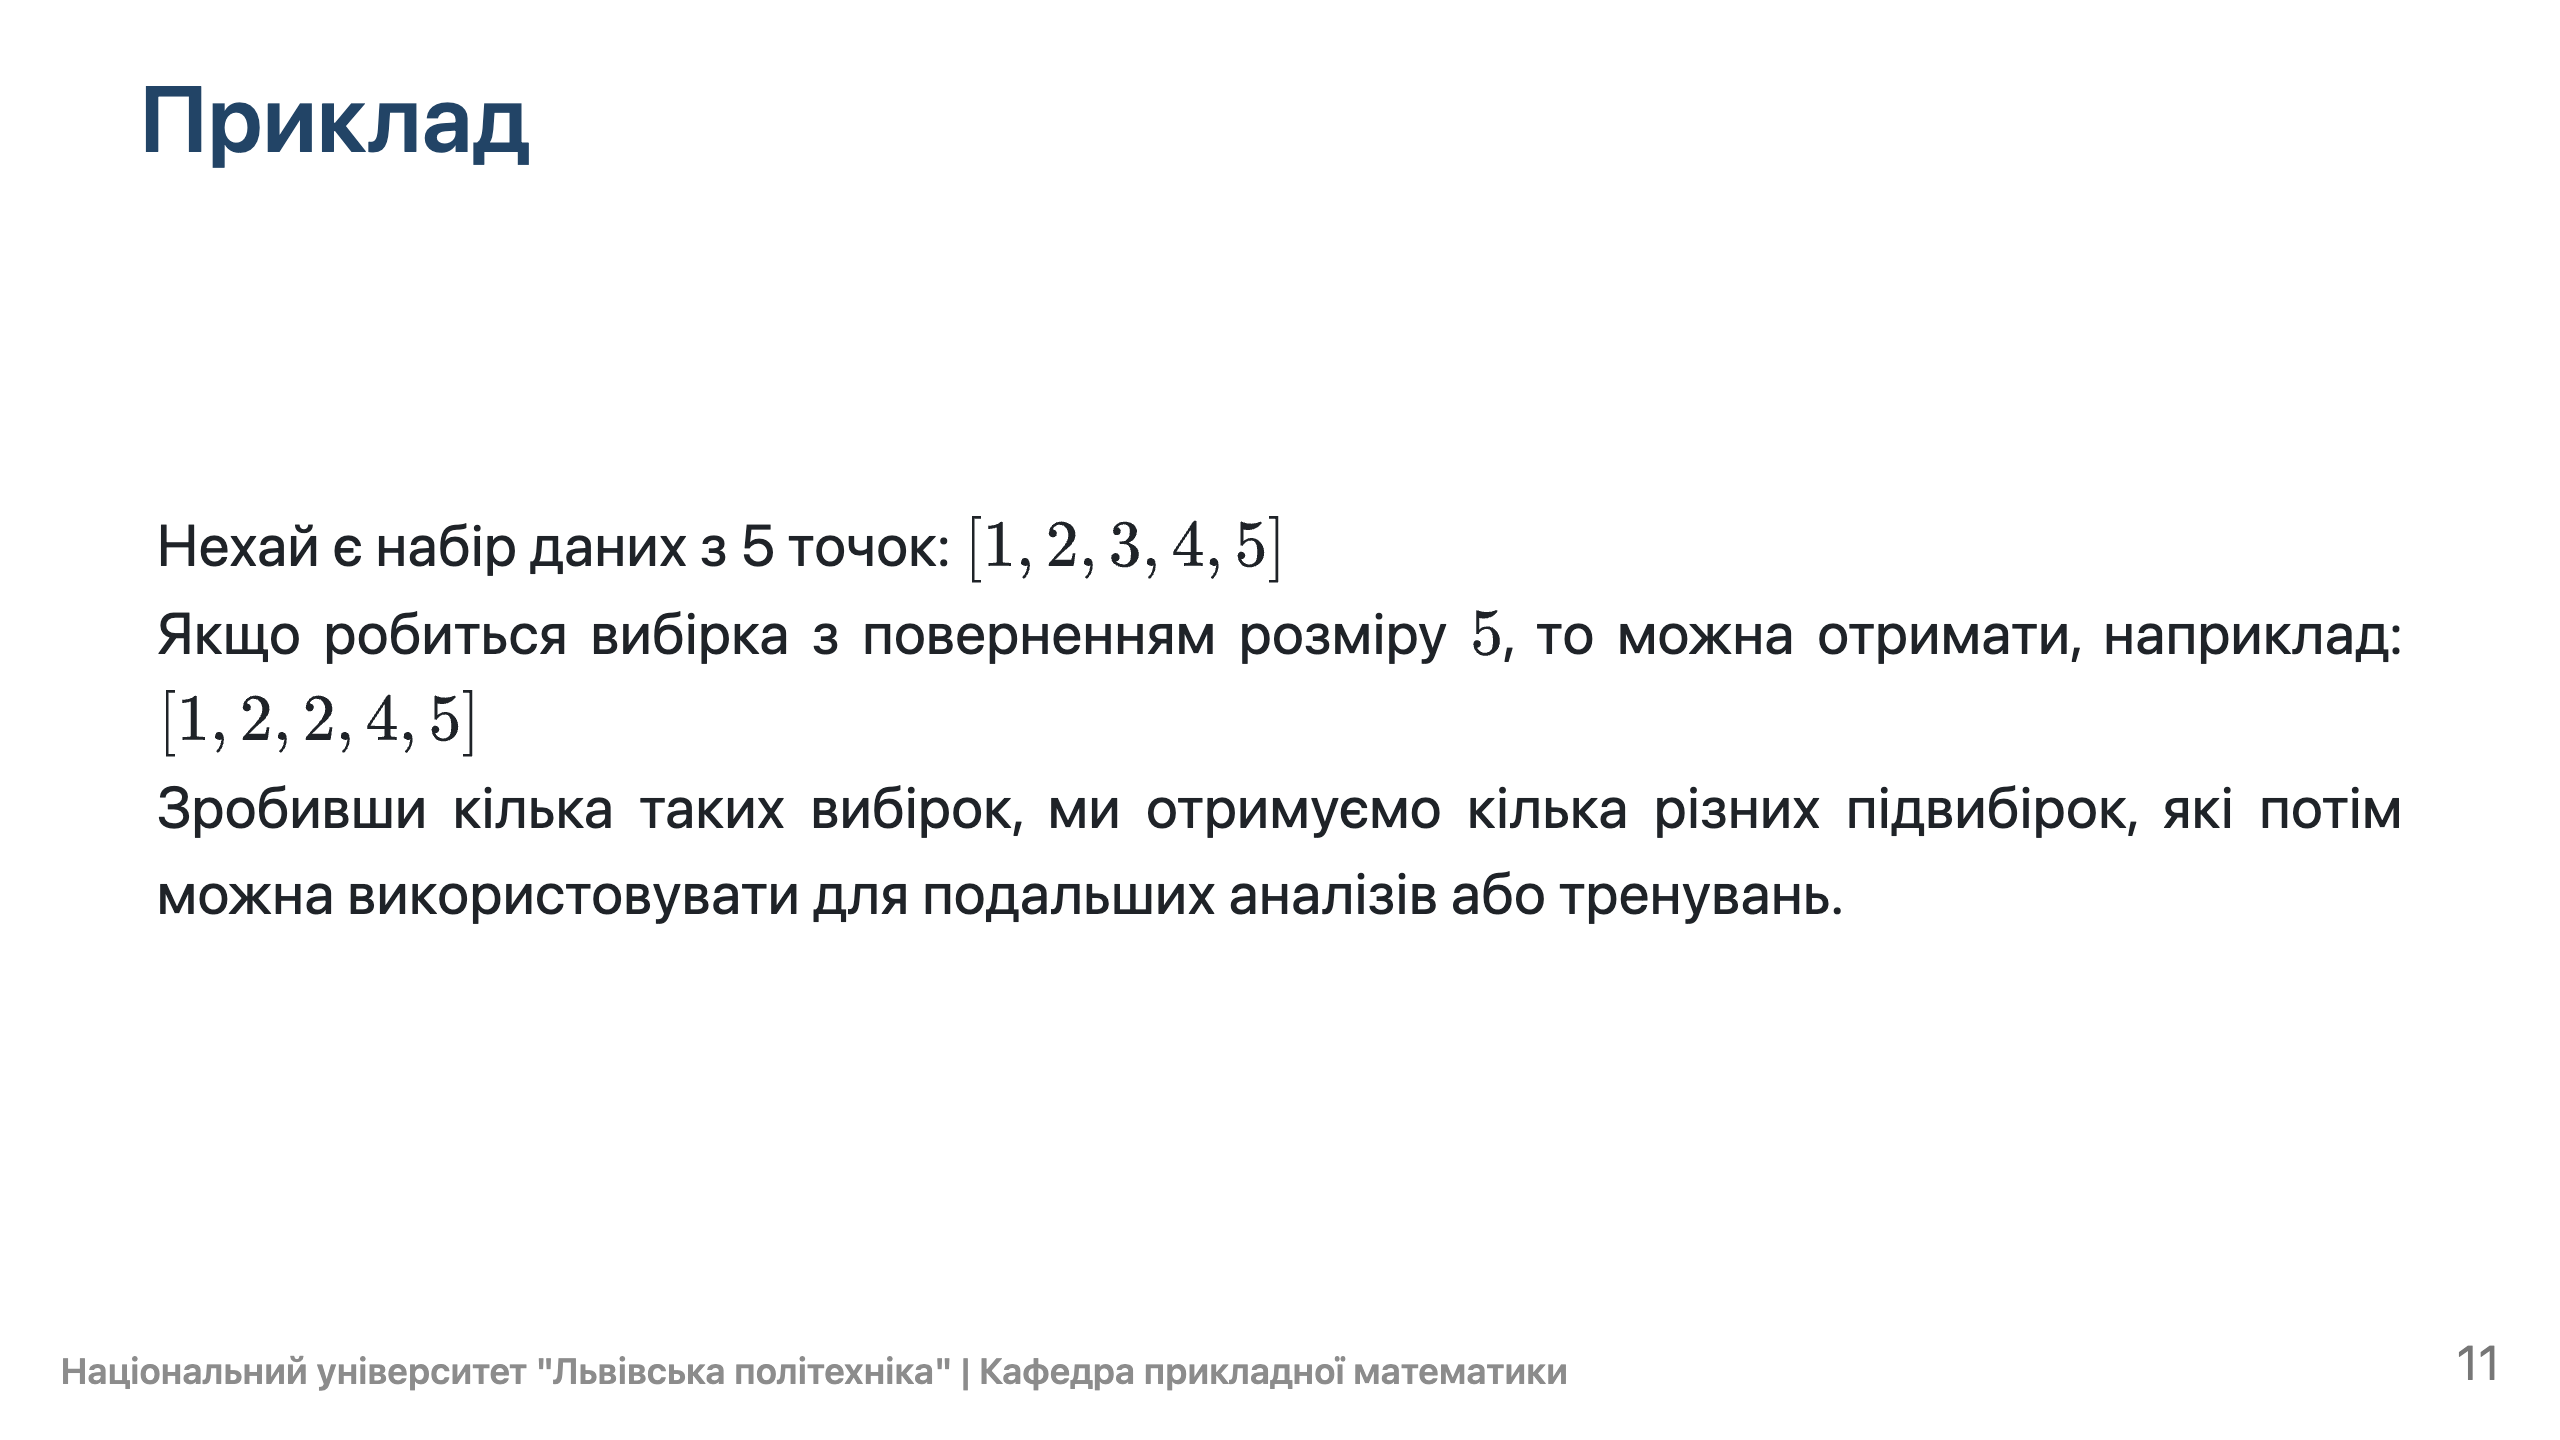 Приклад
Нехай є набір даних з 5 точок: [1, 2, 3, 4, 5]
Якщо робиться вибірка з поверненням розміру 5, то можна отримати, наприклад:
[1, 2, 2, 4, 5]
Зробивши кілька таких вибірок, ми отримуємо кілька різних підвибірок, які потім
можна використовувати для подальших аналізів або тренувань.
Національний університет "Львівська політехніка" | Кафедра прикладної математики
11